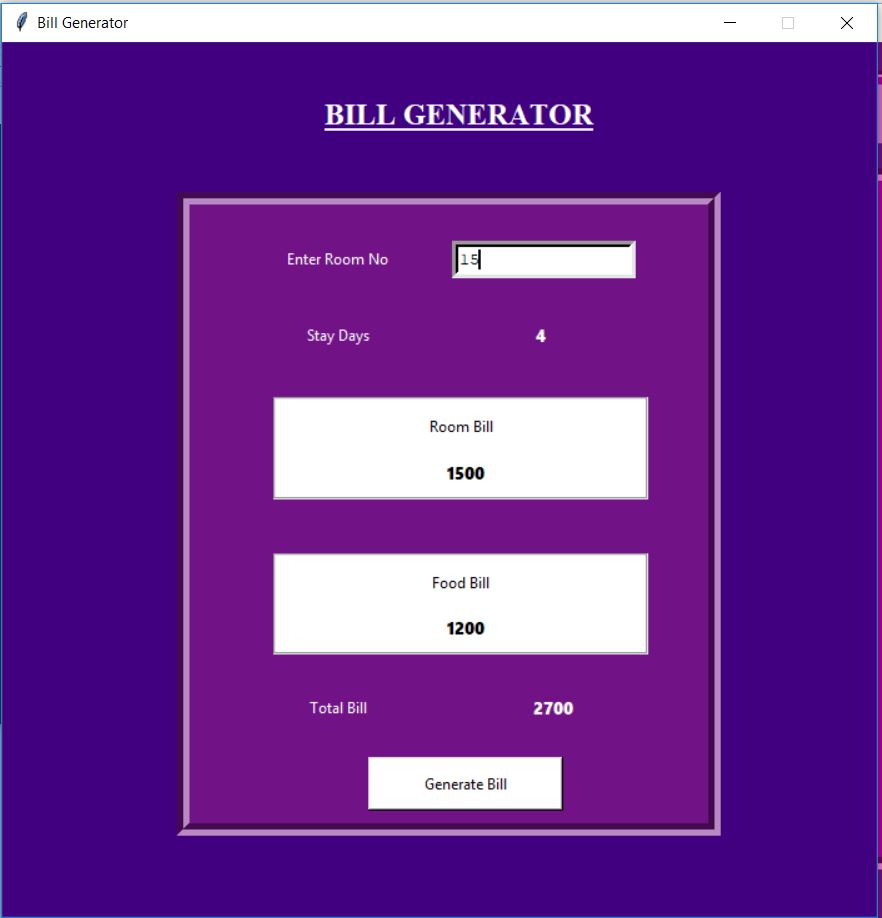 Bill Generator
BILL GENERATOR
Enter Room No 15
Stay Days 4
Room Bill
1500
Food Bill
1200
Total Bill 2700
Generate Bill